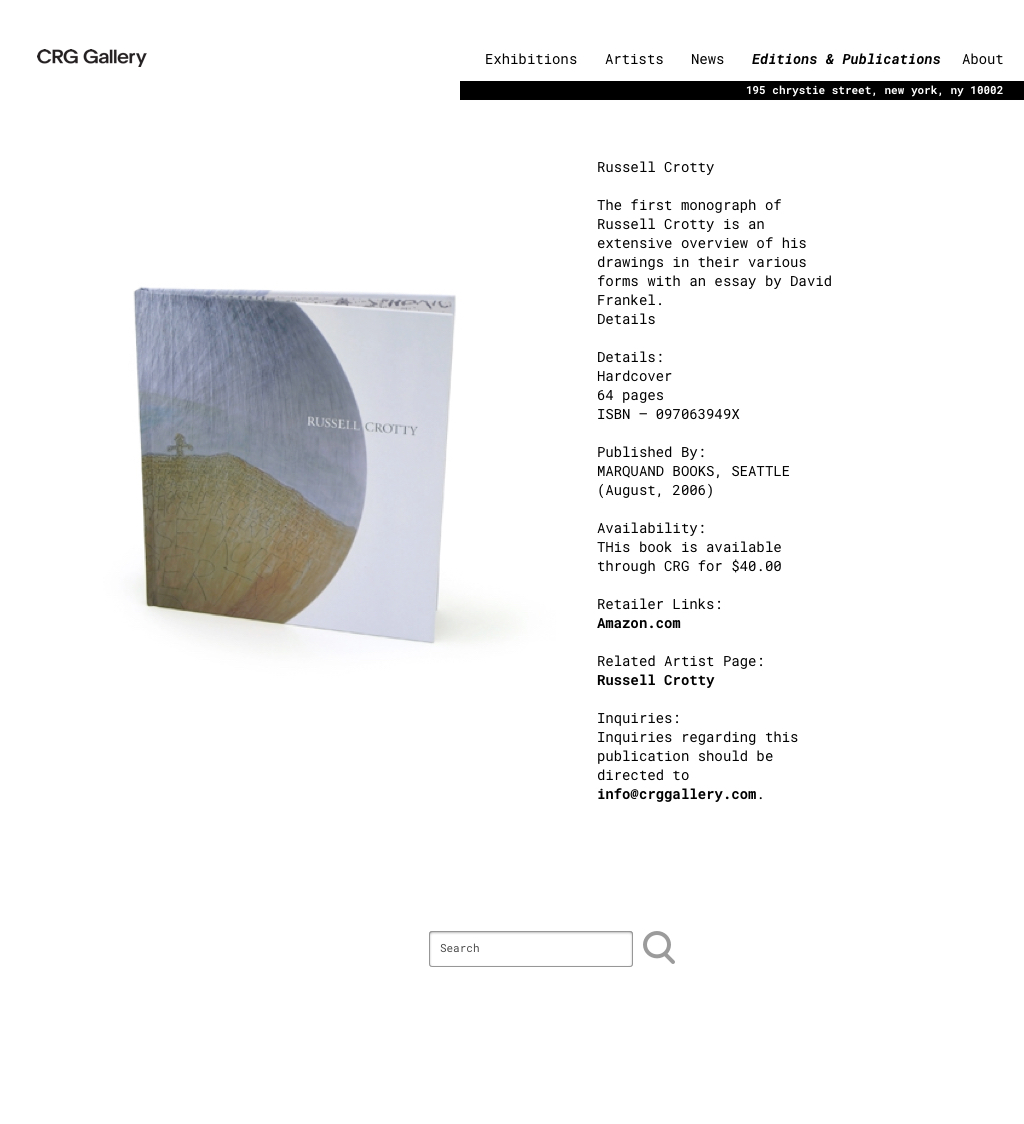 CRG Gallery
Exhibitions Artists News Editions & Publications About
195 chrystie street, new york, ny 10002
Russell Crotty
The first monograph of
Russell Crotty is an
extensive overview of his
drawings in their various
forms with an essay by David
Frankel.
Details
Details:
Hardcover
64 pages
ISBN – 097063949X
Published By:
MARQUAND BOOKS, SEATTLE
(August, 2006)
Availability:
THis book is available
through CRG for $40.00
Retailer Links:
Amazon.com
Related Artist Page:
Russell Crotty
Inquiries:
Inquiries regarding this
publication should be
directed to
info@crggallery.com.
RUSSELL CROTTY
Search